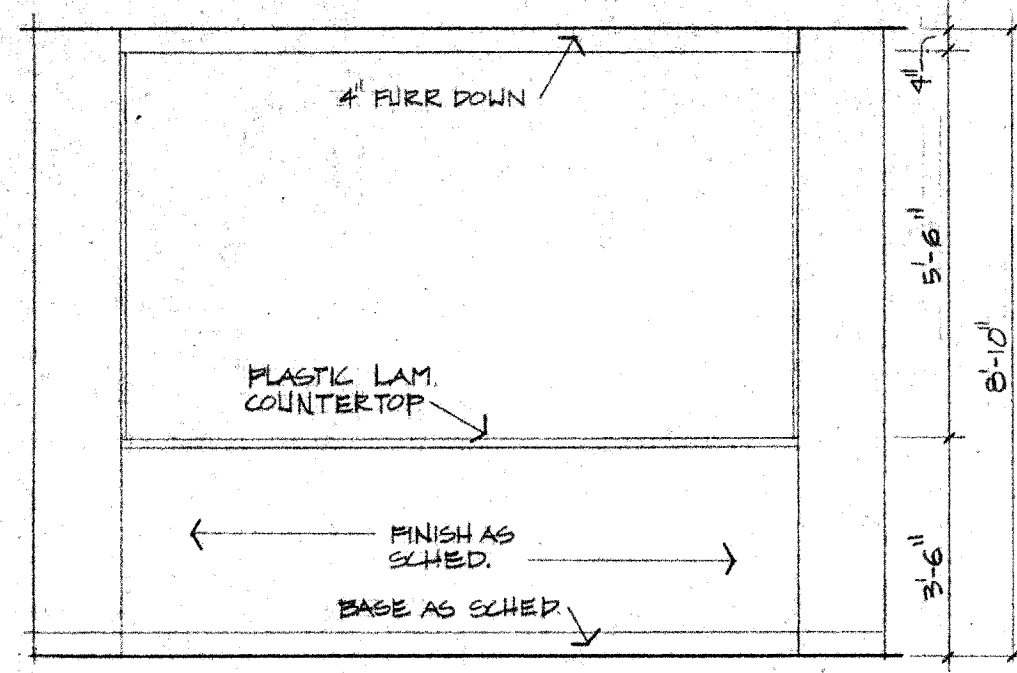 4" FURR DOWN
4"
5'-6"
8'-10"
PLASTIC LAM.
COUNTERTOP
FINISH AS
SCHED.
3'-6"
BASE AS SCHED.